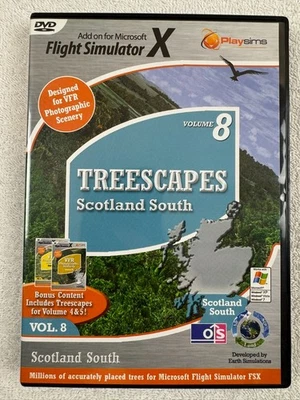 DVD
Add on for Microsoft
Flight Simulator X
Playsims
Designed
for VFR
Photographic
Scenery
VOLUME 8
TREESCAPES
Scotland South
VFR
Bonus Content
Includes Treescapes
for Volume 4&5!
VOL. 8
Scotland
South
Scotland South
Developed by
Earth Simulations
Millions of accurately placed trees for Microsoft Flight Simulator FSX